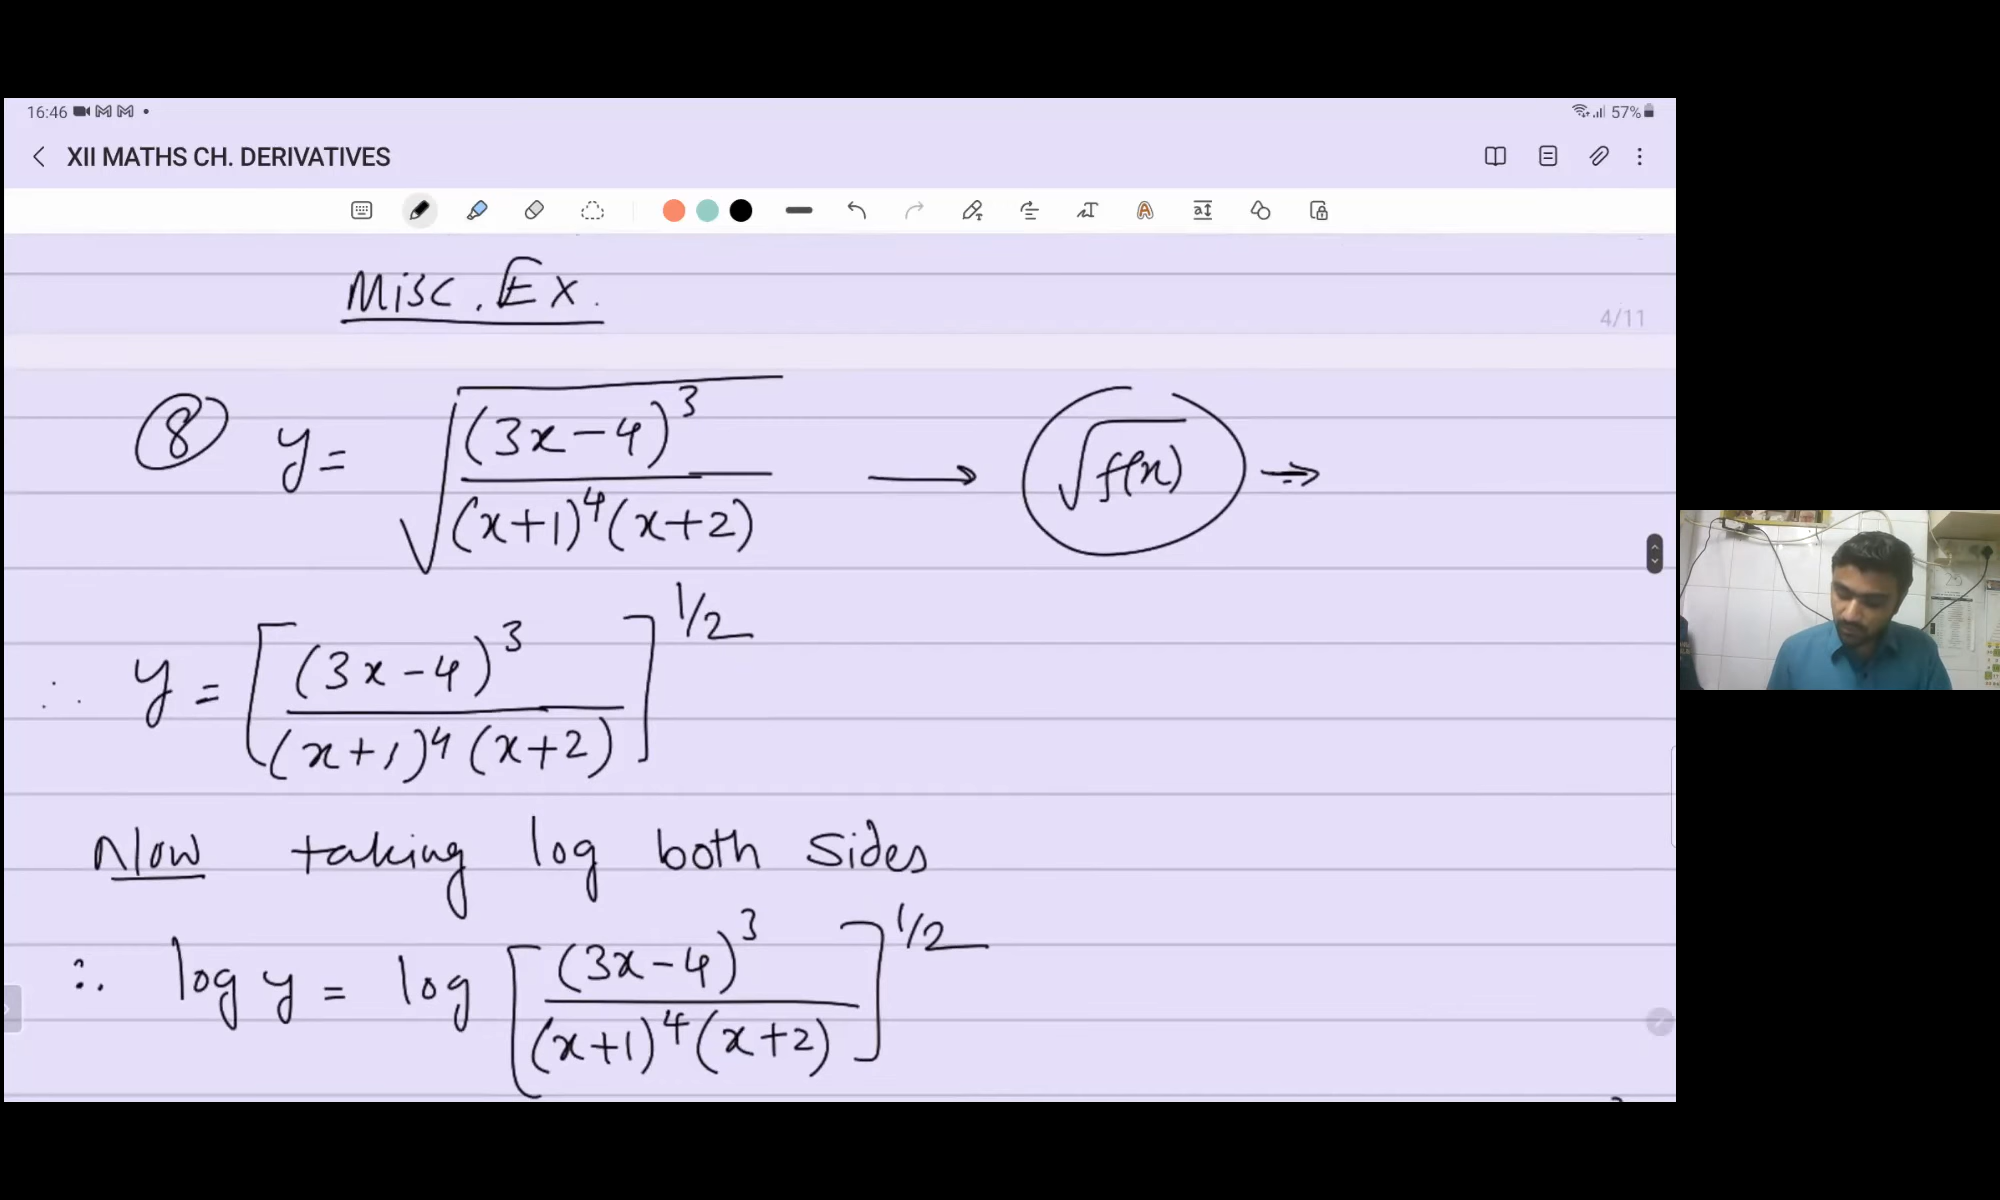 16:46
57%
XII MATHS CH. DERIVATIVES
Misc. Ex.
4/11
⑧ y = √((3x-4)^3 / (x+1)^4 (x+2)) → √f(x) →
∴ y = [(3x-4)^3 / (x+1)^4 (x+2)]^1/2
Now taking log both sides
∴ log y = log [(3x-4)^3 / (x+1)^4 (x+2)]^1/2